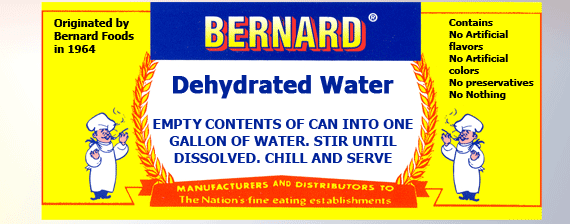 Originated by
Bernard Foods
in 1964
BERNARD®
Contains
No Artificial
flavors
No Artificial
colors
No preservatives
No Nothing
Dehydrated Water
EMPTY CONTENTS OF CAN INTO ONE
GALLON OF WATER. STIR UNTIL
DISSOLVED. CHILL AND SERVE
MANUFACTURERS AND DISTRIBUTORS TO
The Nation's fine eating establishments